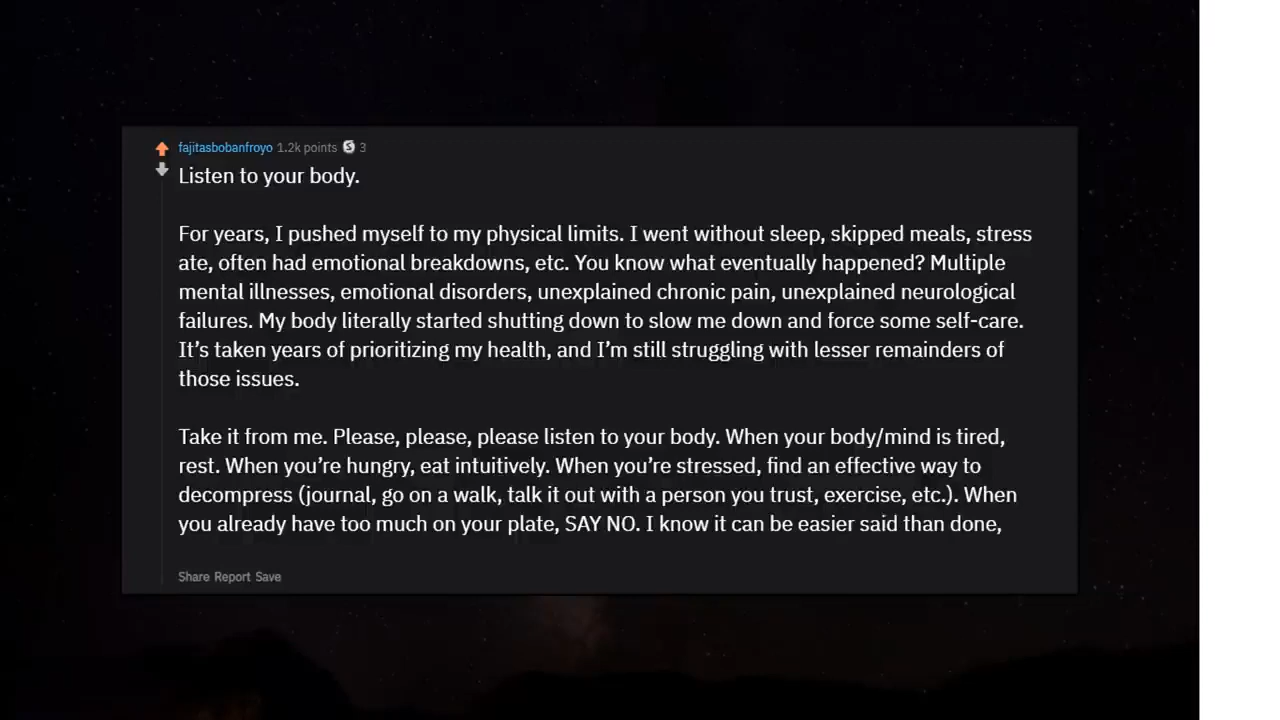 fajitasbobanfroyo 1.2k points 3
Listen to your body.
For years, I pushed myself to my physical limits. I went without sleep, skipped meals, stress
ate, often had emotional breakdowns, etc. You know what eventually happened? Multiple
mental illnesses, emotional disorders, unexplained chronic pain, unexplained neurological
failures. My body literally started shutting down to slow me down and force some self-care.
It’s taken years of prioritizing my health, and I’m still struggling with lesser remainders of
those issues.
Take it from me. Please, please, please listen to your body. When your body/mind is tired,
rest. When you’re hungry, eat intuitively. When you’re stressed, find an effective way to
decompress (journal, go on a walk, talk it out with a person you trust, exercise, etc.). When
you already have too much on your plate, SAY NO. I know it can be easier said than done,
Share Report Save